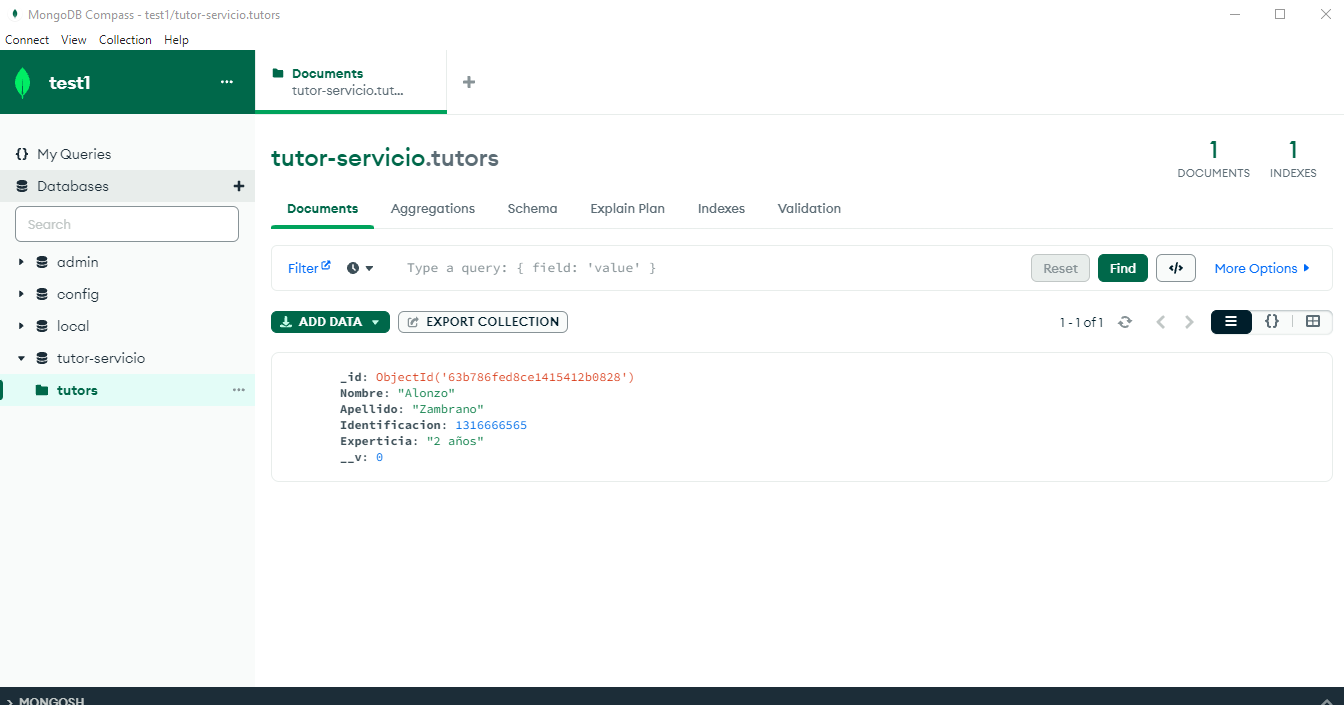 MongoDB Compass - test1/tutor-servicio.tutors
Connect View Collection Help
test1
Documents
tutor-servicio.tut...
My Queries
Databases
Search
admin
config
local
tutor-servicio
tutors
tutor-servicio.tutors
1
DOCUMENTS
1
INDEXES
Documents Aggregations Schema Explain Plan Indexes Validation
Filter Type a query: { field: 'value' } Reset Find </> More Options
ADD DATA EXPORT COLLECTION 1 - 1 of 1 {}
_id: ObjectId('63b786fed8ce1415412b0828')
Nombre: "Alonzo"
Apellido: "Zambrano"
Identificacion: 1316666565
Experticia: "2 años"
__v: 0
>_MONGOSH